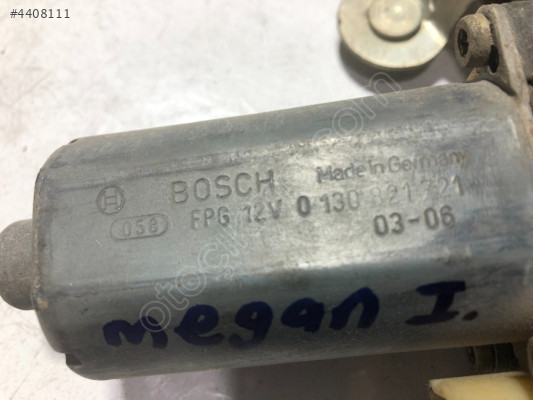 #4408111
BOSCH Made in Germany
058 FPG 12V 0 130 821 721
03-06
megan I.